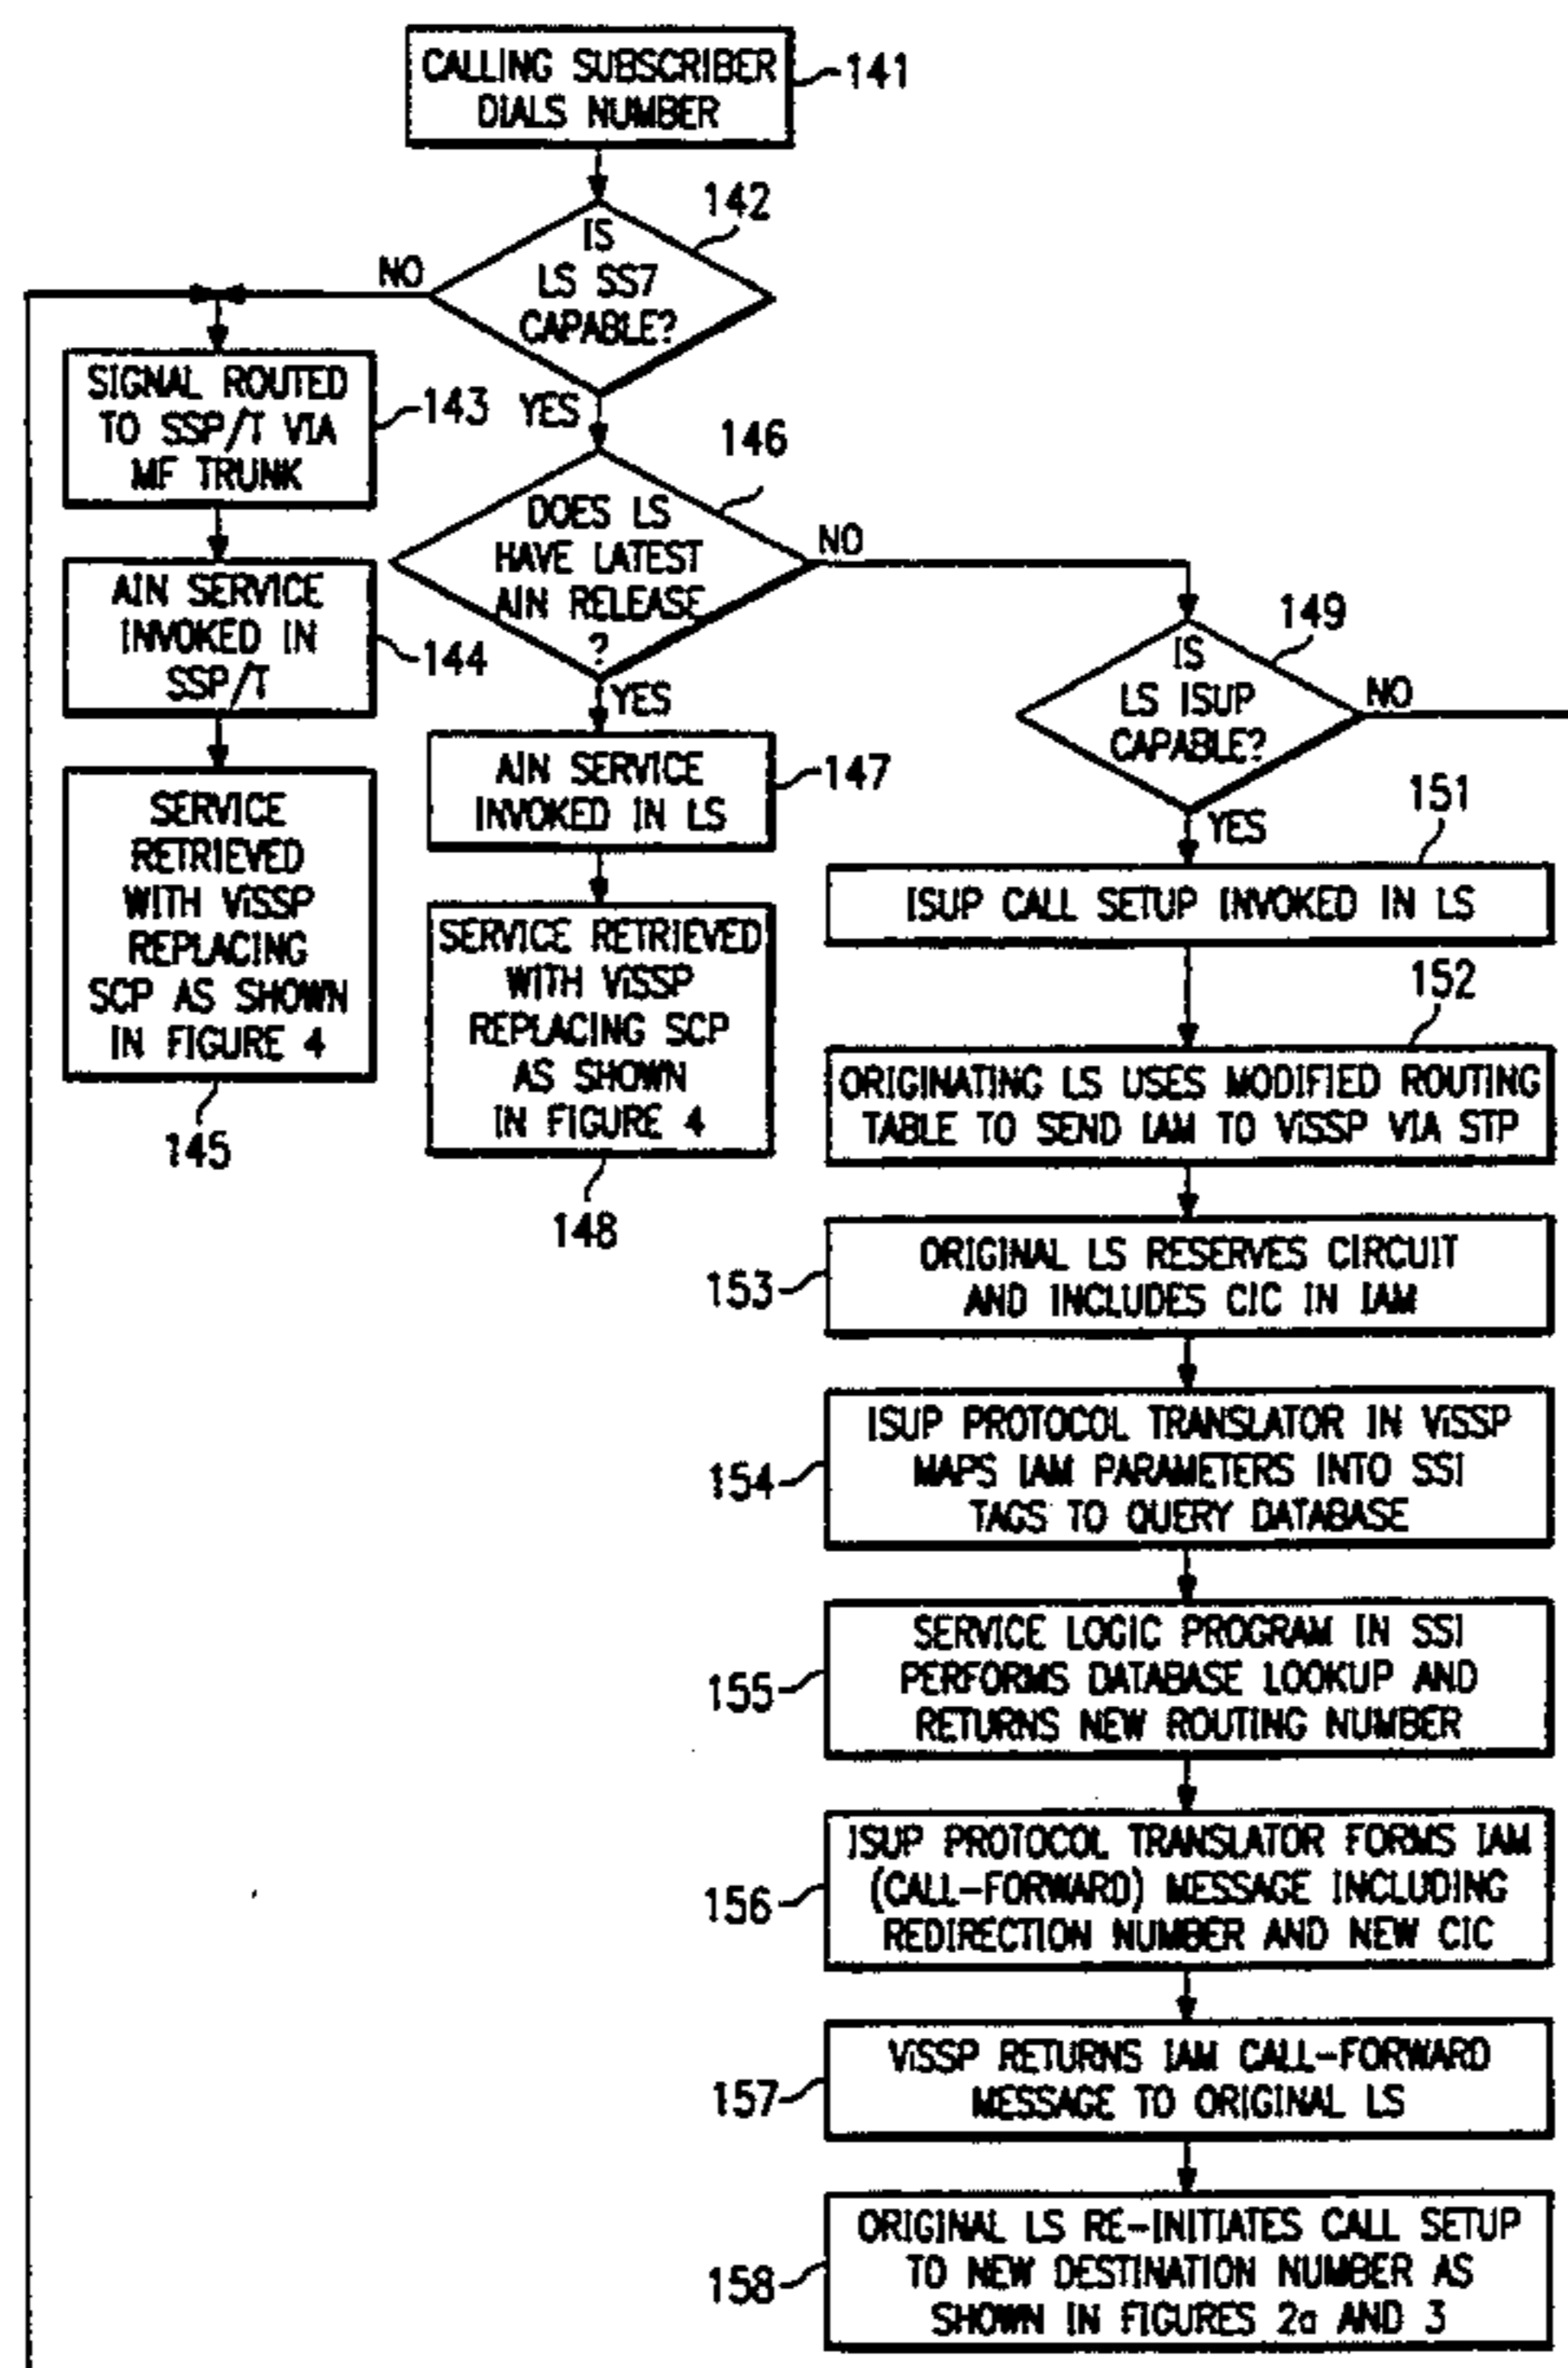 CALLING SUBSCRIBER
DIALS NUMBER
141
142
IS
LS SS7
CAPABLE?
NO
YES
SIGNAL ROUTED
TO SSP/T VIA
MF TRUNK
143
AIN SERVICE
INVOKED IN
SSP/T
144
SERVICE
RETRIEVED
WITH ViSSP
REPLACING
SCP AS SHOWN
IN FIGURE 4
145
146
DOES LS
HAVE LATEST
AIN RELEASE
?
NO
YES
AIN SERVICE
INVOKED IN LS
147
SERVICE RETRIEVED
WITH ViSSP
REPLACING SCP
AS SHOWN
IN FIGURE 4
148
149
IS
LS ISUP
CAPABLE?
NO
YES
151
ISUP CALL SETUP INVOKED IN LS
152
ORIGINATING LS USES MODIFIED ROUTING
TABLE TO SEND IAM TO ViSSP VIA STP
ORIGINAL LS RESERVES CIRCUIT
AND INCLUDES CIC IN IAM
153
ISUP PROTOCOL TRANSLATOR IN ViSSP
MAPS IAM PARAMETERS INTO SSI
TAGS TO QUERY DATABASE
154
SERVICE LOGIC PROGRAM IN SSI
PERFORMS DATABASE LOOKUP AND
RETURNS NEW ROUTING NUMBER
155
ISUP PROTOCOL TRANSLATOR FORMS IAM
(CALL-FORWARD) MESSAGE INCLUDING
REDIRECTION NUMBER AND NEW CIC
156
ViSSP RETURNS IAM CALL-FORWARD
MESSAGE TO ORIGINAL LS
157
ORIGINAL LS RE-INITIATES CALL SETUP
TO NEW DESTINATION NUMBER AS
SHOWN IN FIGURES 2a AND 3
158